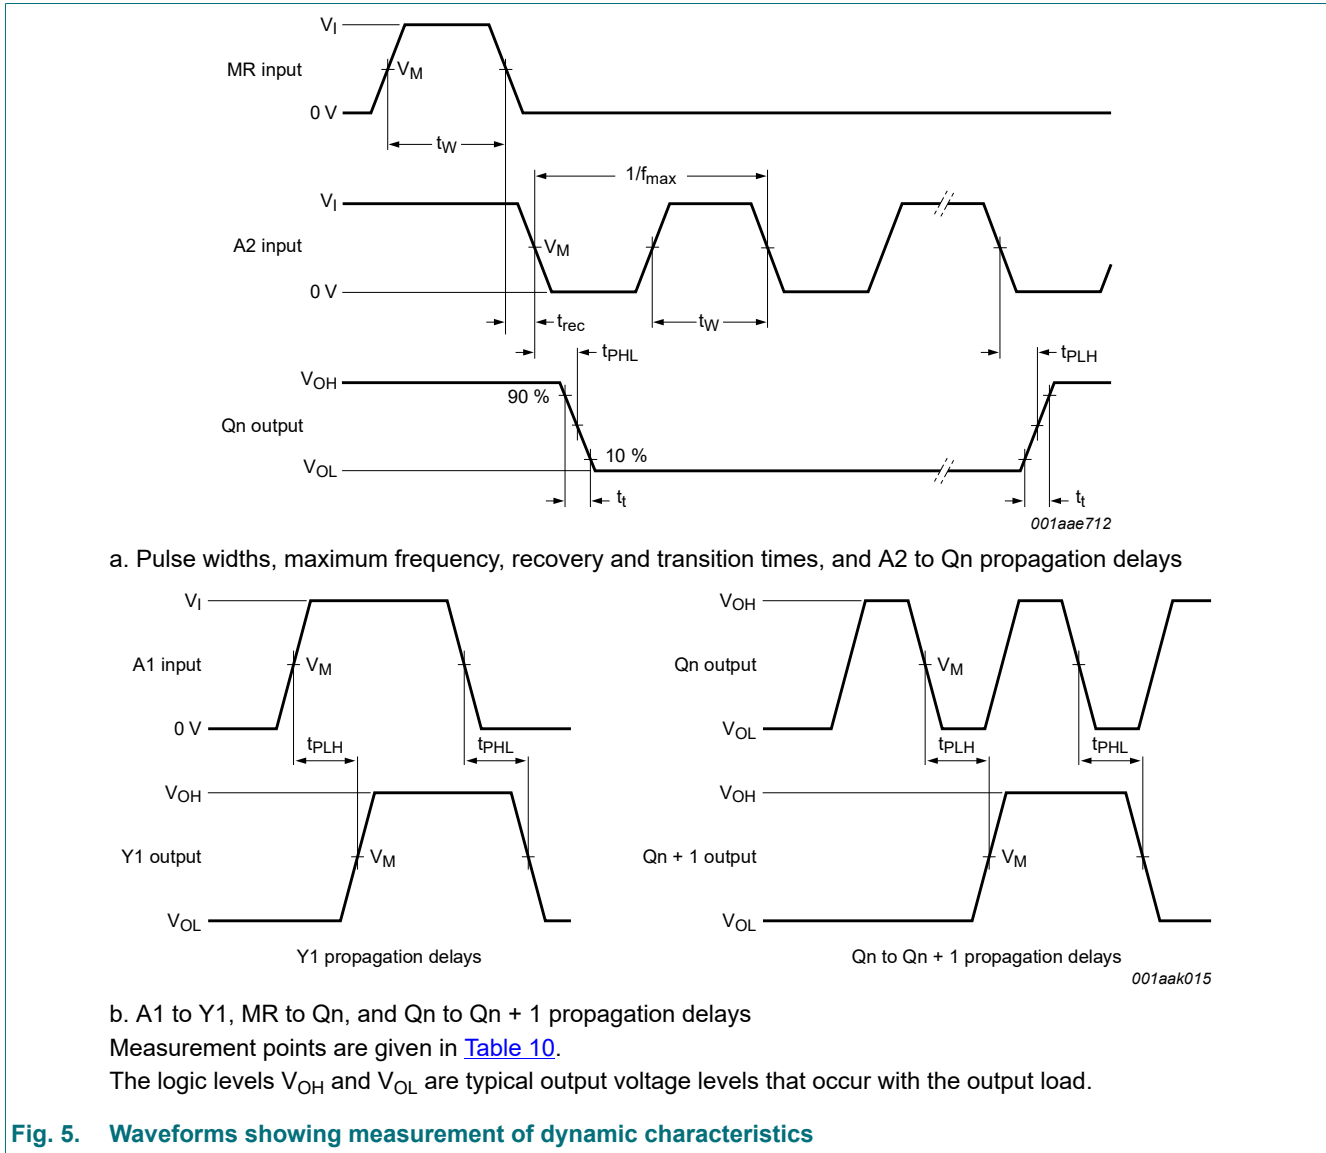 VI
MR input
VM
0 V
tW
1/fmax
VI
A2 input
VM
0 V
trec
tW
tPHL
tPLH
VOH
90 %
Qn output
10 %
VOL
tt
tt
001aae712
a. Pulse widths, maximum frequency, recovery and transition times, and A2 to Qn propagation delays
VI
A1 input
VM
0 V
tPLH
tPHL
VOH
Y1 output
VM
VOL
Y1 propagation delays
VOH
Qn output
VM
VOL
tPLH
tPHL
VOH
Qn + 1 output
VM
VOL
Qn to Qn + 1 propagation delays
001aak015
b. A1 to Y1, MR to Qn, and Qn to Qn + 1 propagation delays
Measurement points are given in Table 10.
The logic levels VOH and VOL are typical output voltage levels that occur with the output load.
Fig. 5. Waveforms showing measurement of dynamic characteristics